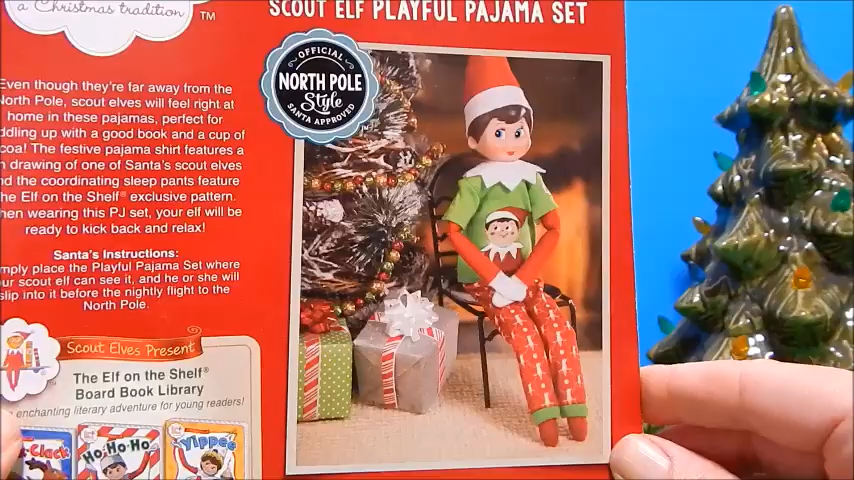 a Christmas tradition
TM
SCOUT ELF PLAYFUL PAJAMA SET
OFFICIAL
NORTH POLE
Style
SANTA APPROVED
Even though they're far away from the
North Pole, scout elves will feel right at
home in these pajamas, perfect for
ddling up with a good book and a cup of
coa! The festive pajama shirt features a
drawing of one of Santa's scout elves
nd the coordinating sleep pants feature
he Elf on the Shelf® exclusive pattern.
hen wearing this PJ set, your elf will be
ready to kick back and relax!
Santa's Instructions:
mply place the Playful Pajama Set where
our scout elf can see it, and he or she will
slip into it before the nightly flight to the
North Pole.
Scout Elves Present
The Elf on the Shelf®
Board Book Library
enchanting literary adventure for young readers.
-Clack
Ho-Ho-Ho
Yippee